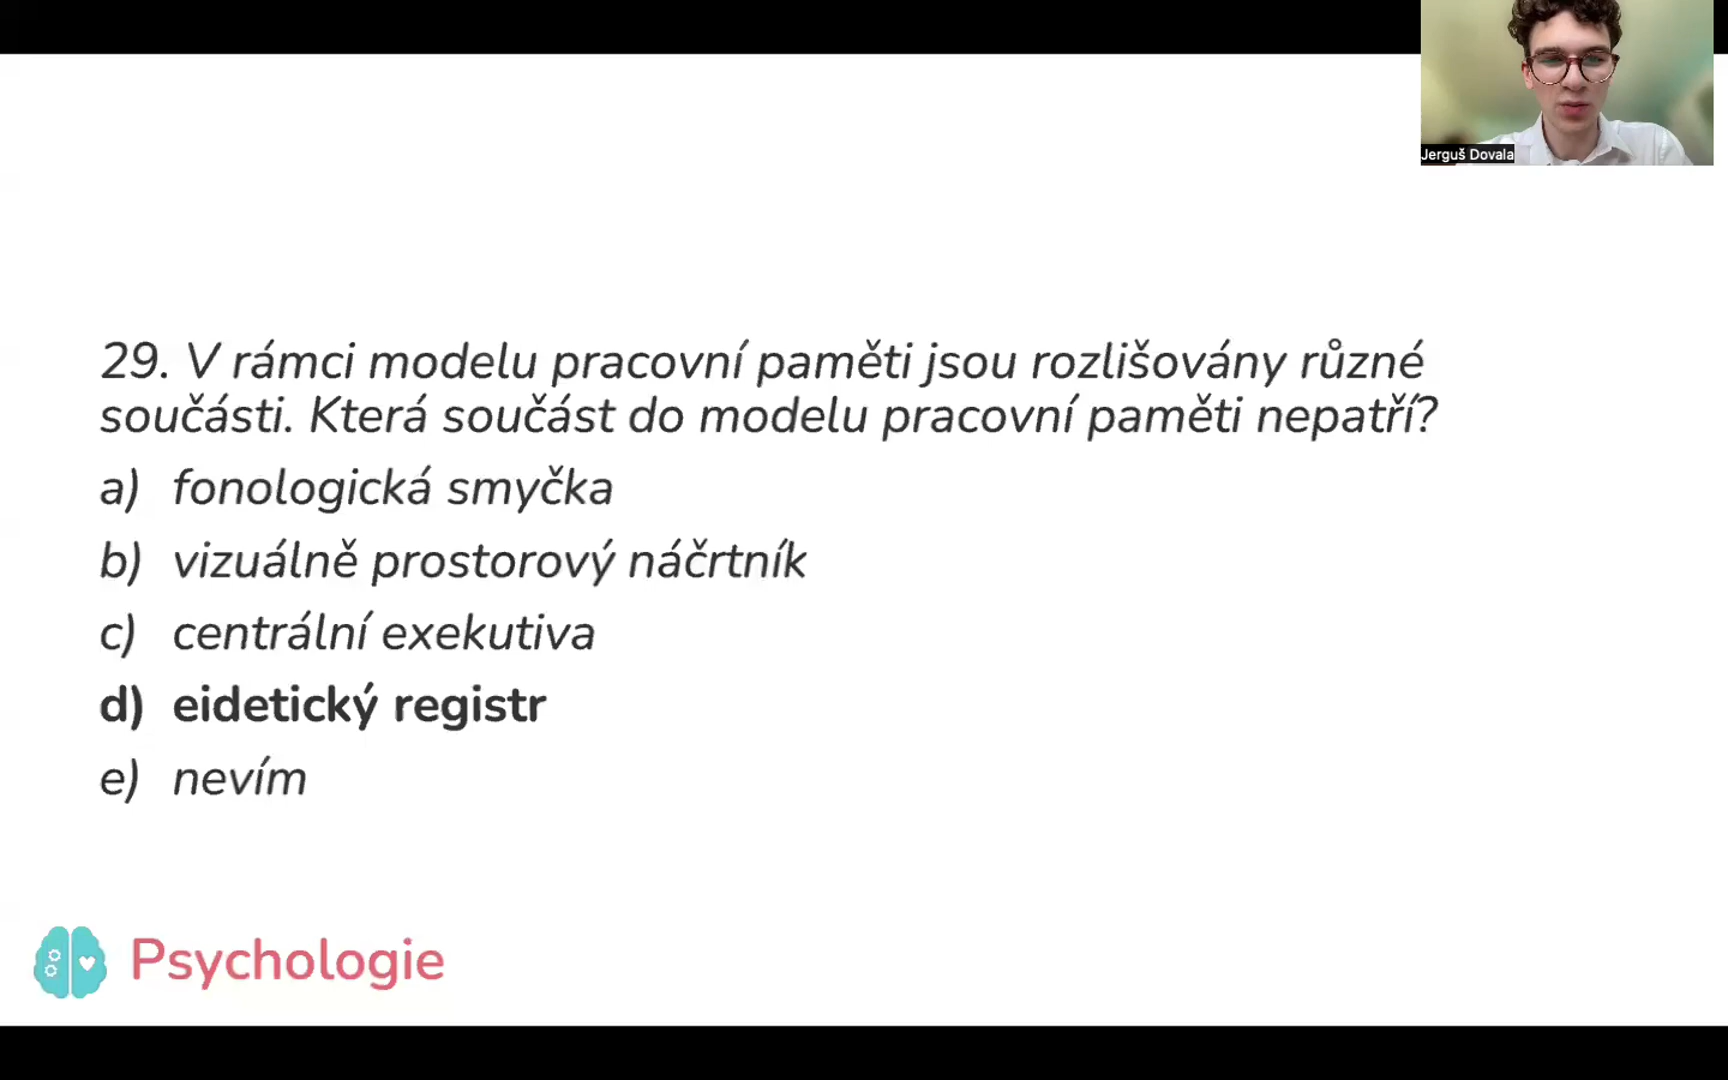 Jerguš Dovala
29. V rámci modelu pracovní paměti jsou rozlišovány různé
součásti. Která součást do modelu pracovní paměti nepatří?
a) fonologická smyčka
b) vizuálně prostorový náčrtník
c) centrální exekutiva
d) eidetický registr
e) nevím
Psychologie